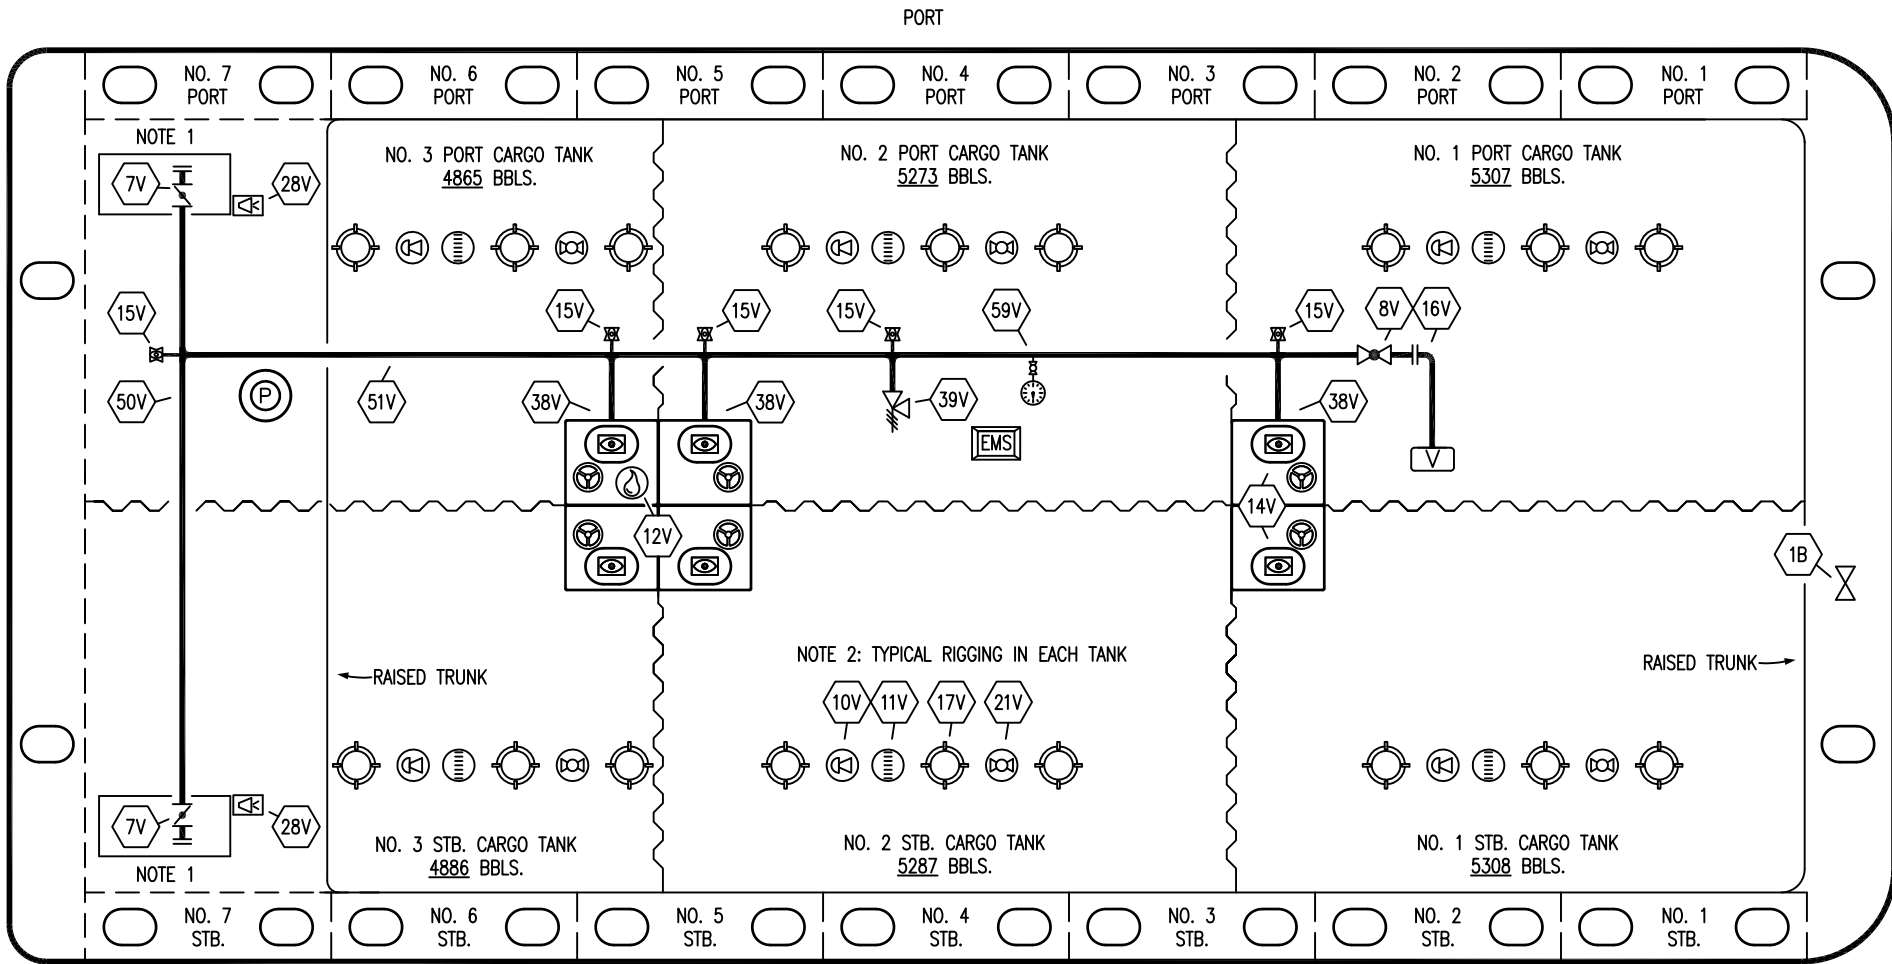 PORT
NO. 7
PORT
NO. 6
PORT
NO. 5
PORT
NO. 4
PORT
NO. 3
PORT
NO. 2
PORT
NO. 1
PORT
NOTE 1
7V
28V
NO. 3 PORT CARGO TANK
4865 BBLS.
NO. 2 PORT CARGO TANK
5273 BBLS.
NO. 1 PORT CARGO TANK
5307 BBLS.
15V
15V
15V
15V
59V
15V
8V
16V
50V
P
51V
38V
38V
39V
38V
EMS
V
12V
14V
1B
RAISED TRUNK
NOTE 2: TYPICAL RIGGING IN EACH TANK
RAISED TRUNK
10V
11V
17V
21V
7V
28V
NOTE 1
NO. 3 STB. CARGO TANK
4886 BBLS.
NO. 2 STB. CARGO TANK
5287 BBLS.
NO. 1 STB. CARGO TANK
5308 BBLS.
NO. 7
STB.
NO. 6
STB.
NO. 5
STB.
NO. 4
STB.
NO. 3
STB.
NO. 2
STB.
NO. 1
STB.